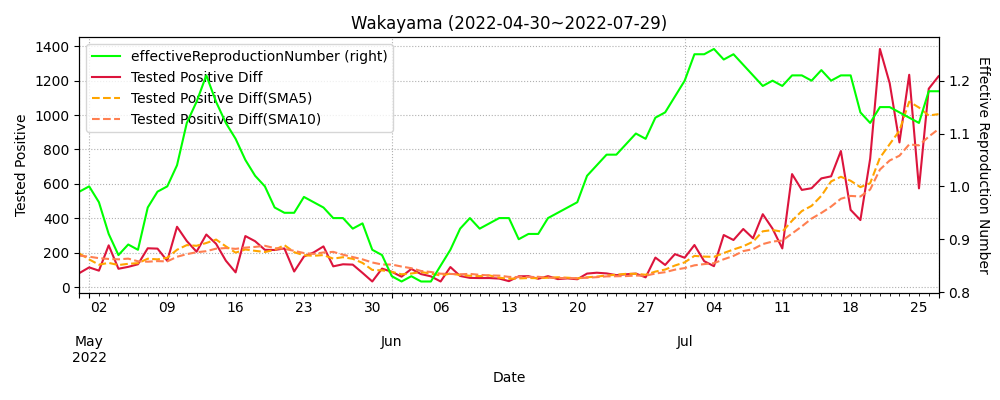 Wakayama (2022-04-30~2022-07-29)
effectiveReproductionNumber (right)
Tested Positive Diff
Tested Positive Diff(SMA5)
Tested Positive Diff(SMA10)
Tested Positive
1400
1200
1000
800
600
400
200
0
Effective Reproduction Number
1.2
1.1
1.0
0.9
0.8
02 09 16 23 30 06 13 20 27 04 11 18 25
May Jun Jul
2022
Date